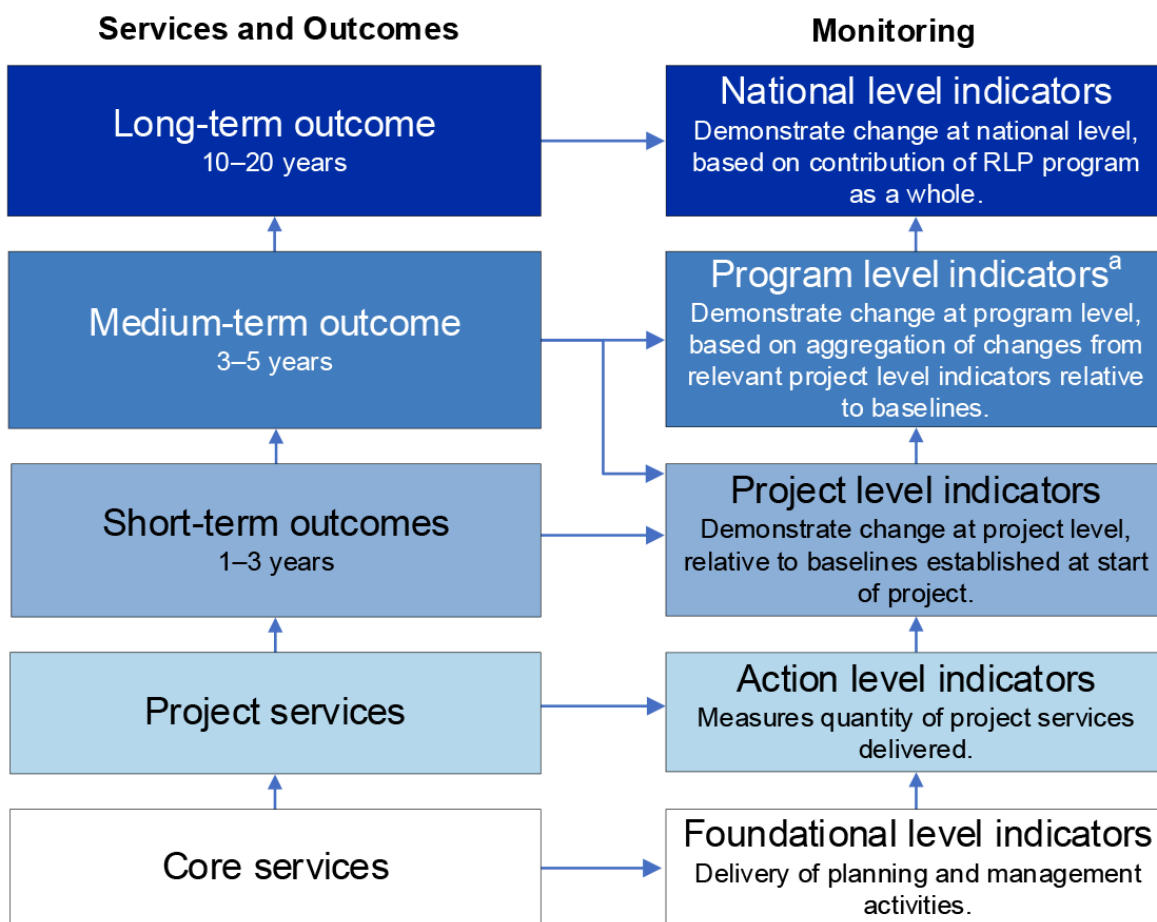 Services and Outcomes
Monitoring
Long-term outcome
10–20 years
National level indicators
Demonstrate change at national level,
based on contribution of RLP program
as a whole.
Medium-term outcome
3–5 years
Program level indicatorsᵃ
Demonstrate change at program level,
based on aggregation of changes from
relevant project level indicators relative
to baselines.
Short-term outcomes
1–3 years
Project level indicators
Demonstrate change at project level,
relative to baselines established at start
of project.
Project services
Action level indicators
Measures quantity of project services
delivered.
Core services
Foundational level indicators
Delivery of planning and management
activities.